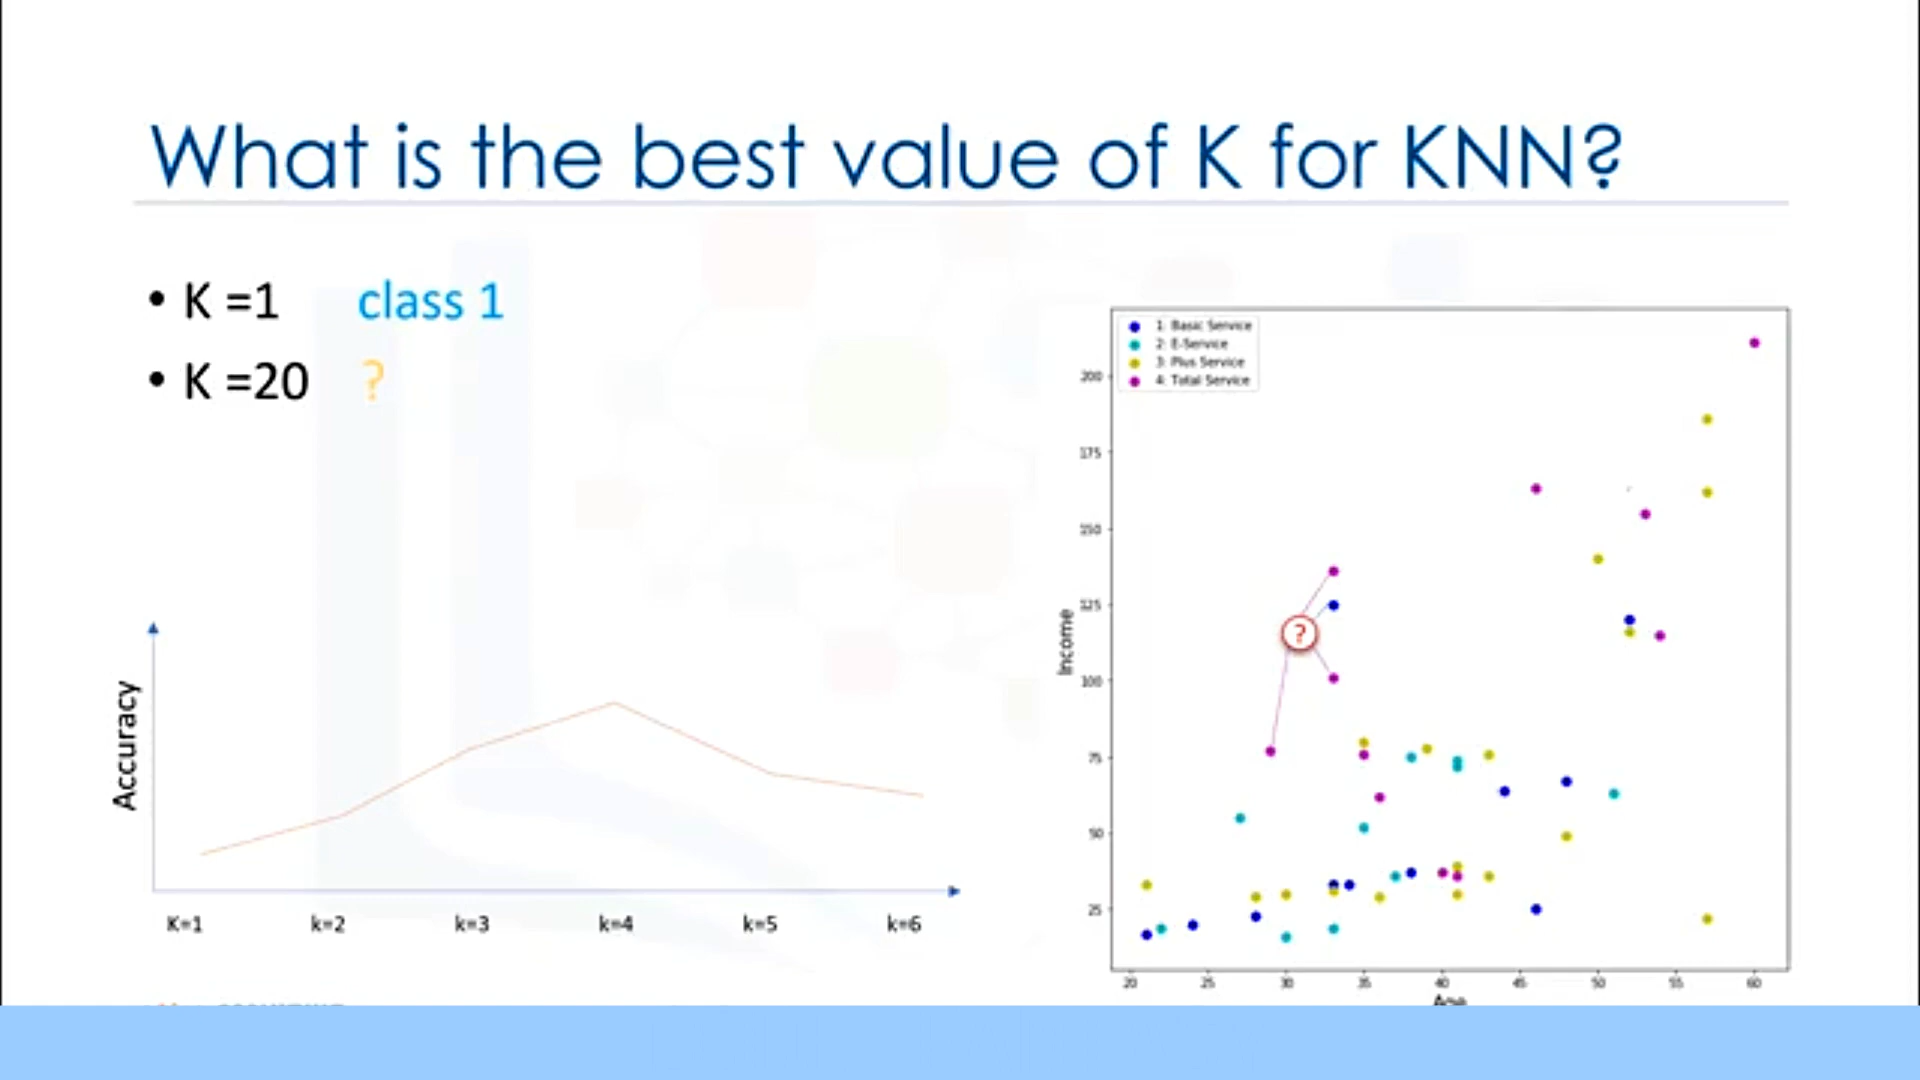 What is the best value of K for KNN?
• K =1 class 1
• K =20 ?
Accuracy
K=1 k=2 k=3 k=4 k=5 k=6
1: Basic Service
2: E-Service
3: Plus Service
4: Total Service
200
175
150
125
100
75
50
25
Income
?
20 25 30 35 40 45 50 55 60
Age